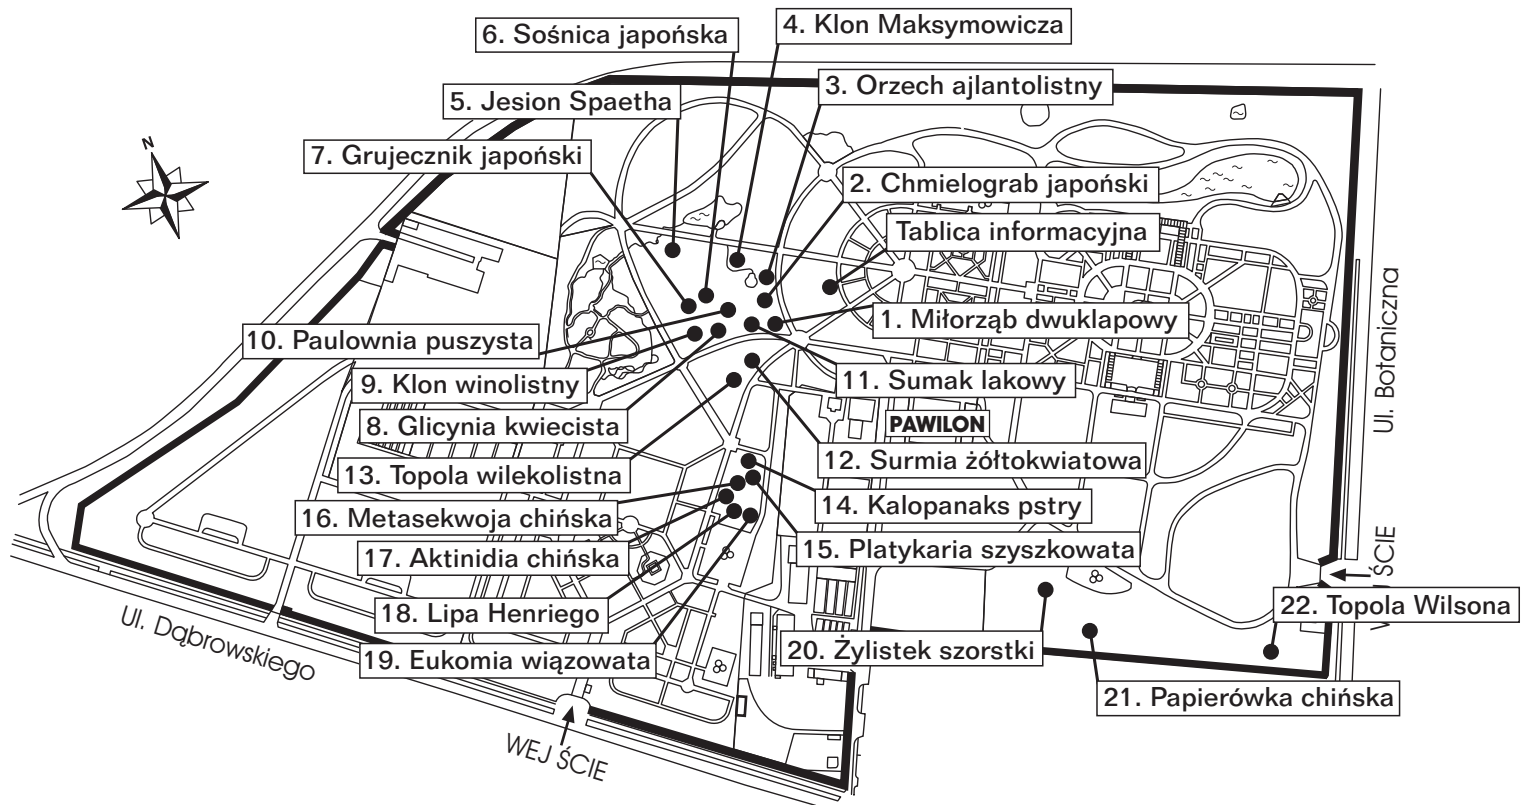 6. Sośnica japońska
4. Klon Maksymowicza
3. Orzech ajlantolistny
5. Jesion Spaetha
N
7. Grujecznik japoński
2. Chmielograb japoński
Tablica informacyjna
1. Miłorząb dwuklapowy
10. Paulownia puszysta
9. Klon winolistny
11. Sumak lakowy
8. Glicynia kwiecista
PAWILON
Ul. Botaniczna
12. Surmia żółtokwiatowa
13. Topola wilekolistna
14. Kalopanaks pstry
16. Metasekwoja chińska
15. Platykaria szyszkowata
17. Aktinidia chińska
18. Lipa Henriego
22. Topola Wilsona
Ul. Dąbrowskiego
19. Eukomia wiązowata
20. Żylistek szorstki
21. Papierówka chińska
WEJ ŚCIE
ŚCIE